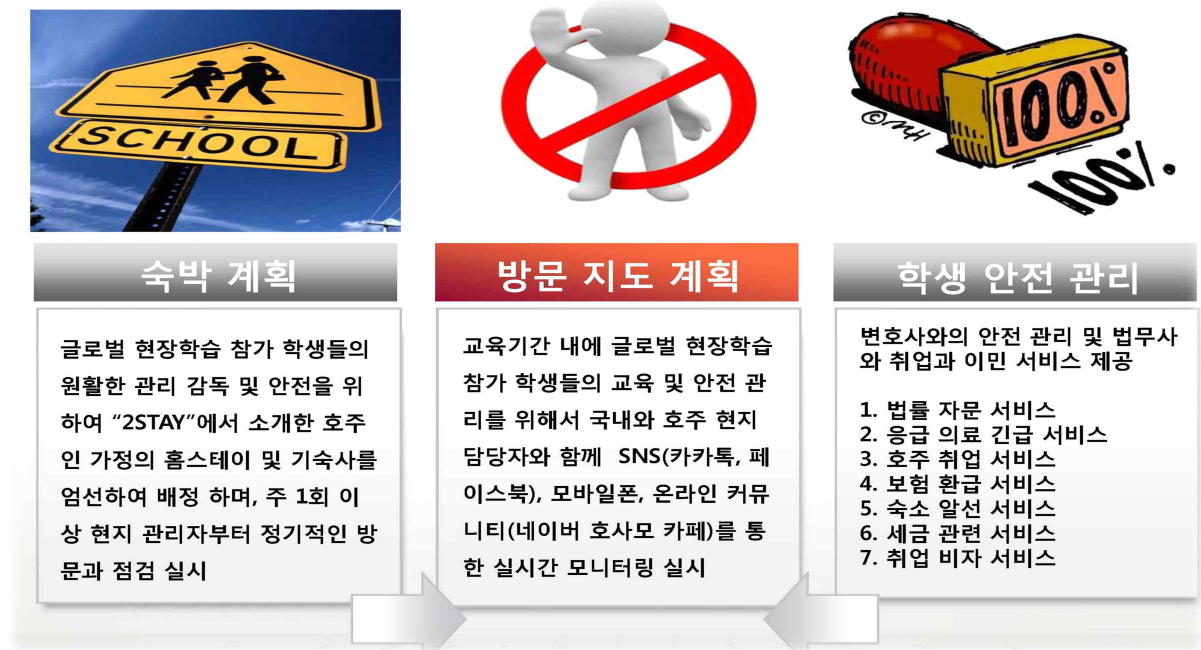 SCHOOL
©MH
100%
100%
숙박 계획
글로벌 현장학습 참가 학생들의
원활한 관리 감독 및 안전을 위
하여 “2STAY”에서 소개한 호주
인 가정의 홈스테이 및 기숙사를
엄선하여 배정 하며, 주 1회 이
상 현지 관리자부터 정기적인 방
문과 점검 실시
방문 지도 계획
교육기간 내에 글로벌 현장학습
참가 학생들의 교육 및 안전 관
리를 위해서 국내와 호주 현지
담당자와 함께 SNS(카카톡, 페
이스북), 모바일폰, 온라인 커뮤
니티(네이버 호사모 카페)를 통
한 실시간 모니터링 실시
학생 안전 관리
변호사와의 안전 관리 및 법무사
와 취업과 이민 서비스 제공
1. 법률 자문 서비스
2. 응급 의료 긴급 서비스
3. 호주 취업 서비스
4. 보험 환급 서비스
5. 숙소 알선 서비스
6. 세금 관련 서비스
7. 취업 비자 서비스